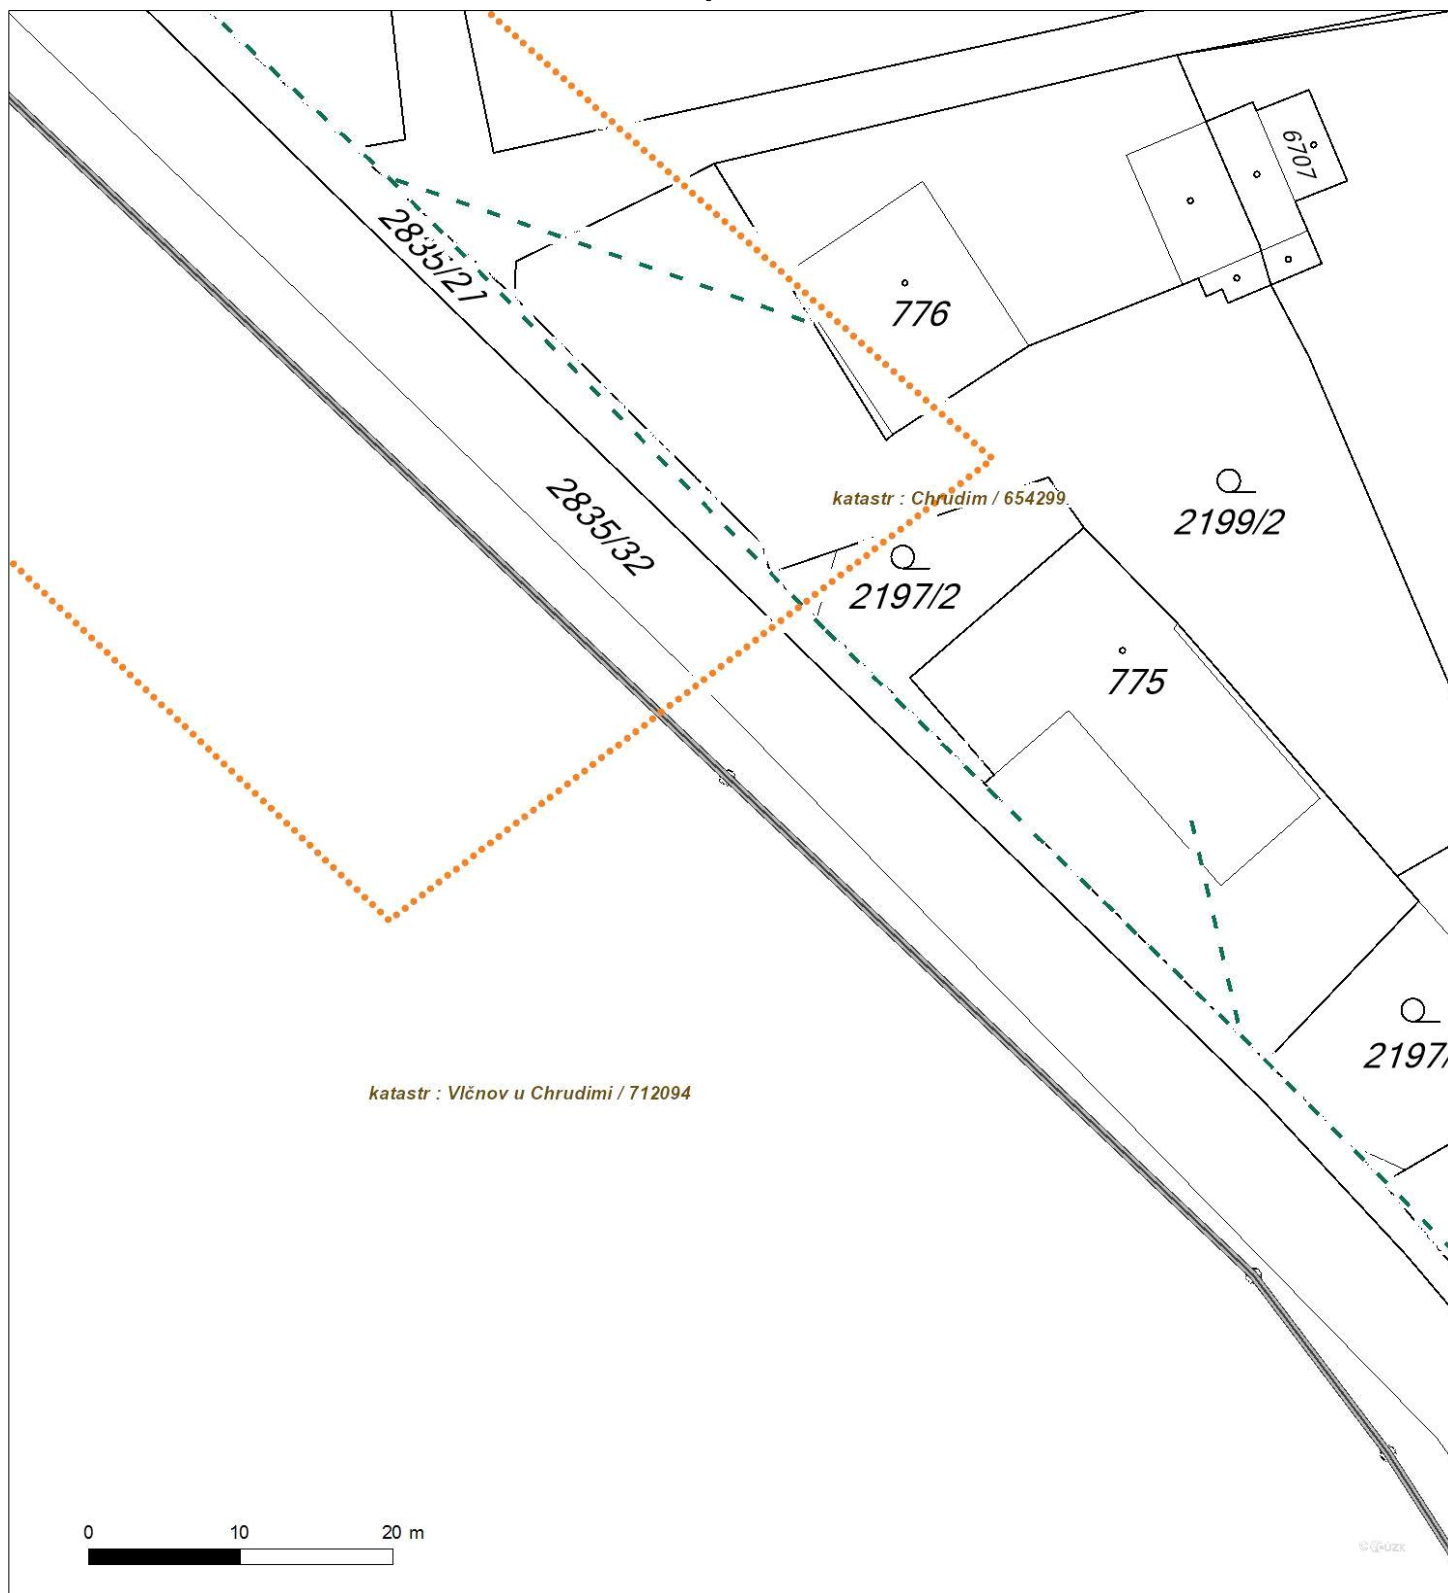 6707
2835/21
776
katastr : Chrudim / 654299
2199/2
2835/32
2197/2
775
2197/
katastr : Vlčnov u Chrudimi / 712094
0 10 20 m